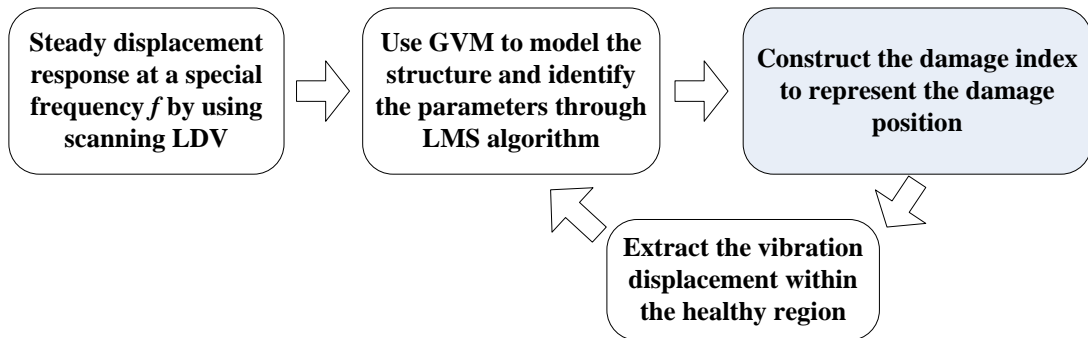 Steady displacement
response at a special
frequency f by using
scanning LDV
Use GVM to model the
structure and identify
the parameters through
LMS algorithm
Construct the damage index
to represent the damage
position
Extract the vibration
displacement within
the healthy region